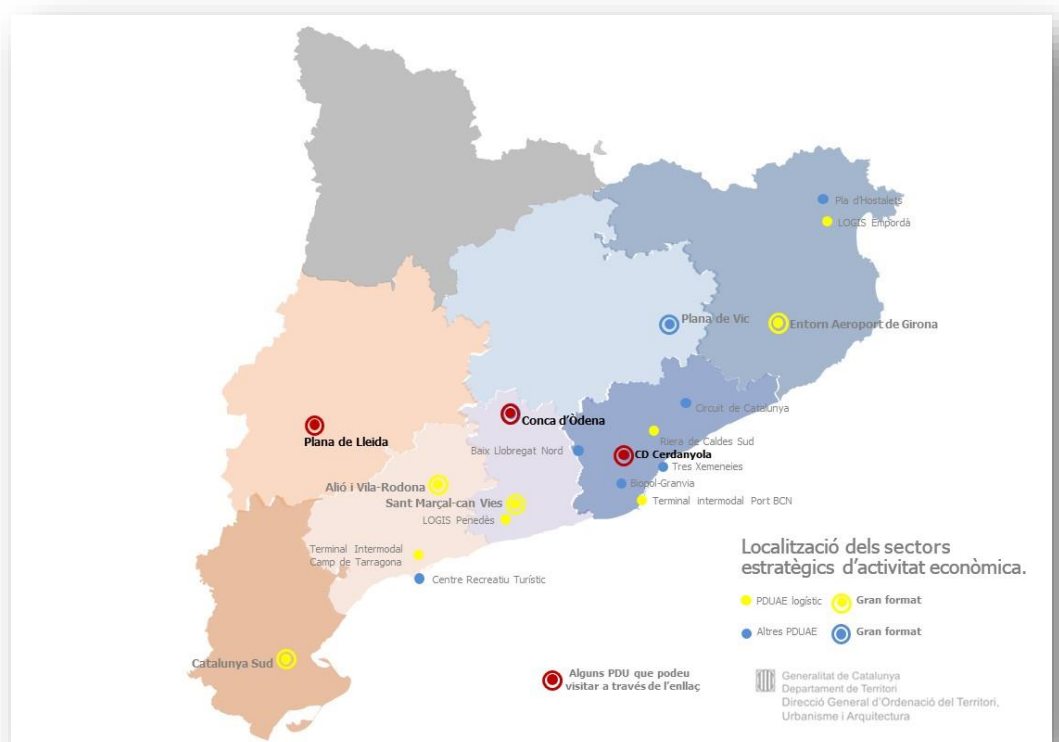 Pla d'Hostalets
LOGIS Empordà
Plana de Vic
Entorn Aeroport de Girona
Circuit de Catalunya
Conca d'Òdena
Plana de Lleida
Riera de Caldes Sud
Baix Llobregat Nord
CD Cerdanyola
Tres Xemeneies
Alió i Vila-Rodona
Biopol-Granvia
Sant Marçal-can Vies
Terminal intermodal Port BCN
LOGIS Penedès
Terminal Intermodal
Camp de Tarragona
Centre Recreatiu Turístic
Catalunya Sud
Localització dels sectors
estratègics d'activitat econòmica.
PDUAE logístic
Gran format
Altres PDUAE
Gran format
Alguns PDU que podeu
visitar a través de l'enllaç
Generalitat de Catalunya
Departament de Territori
Direcció General d'Ordenació del Territori,
Urbanisme i Arquitectura